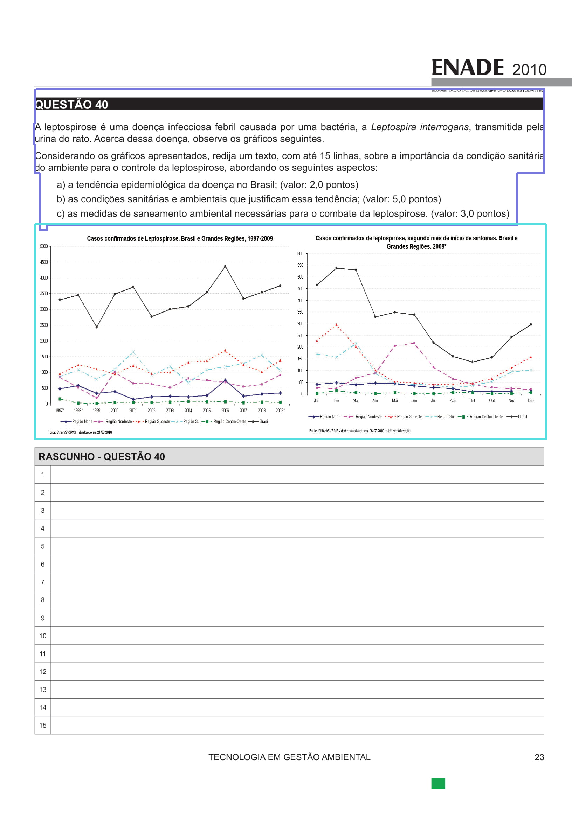 ENADE 2010
QUESTÃO 40
A leptospirose é uma doença infecciosa febril causada por uma bactéria, a Leptospira interrogans, transmitida pela
urina do rato. Acerca dessa doença, observe os gráficos seguintes.
Considerando os gráficos apresentados, redija um texto, com até 15 linhas, sobre a importância da condição sanitária
do ambiente para o controle da leptospirose, abordando os seguintes aspectos:
a) a tendência epidemiológica da doença no Brasil; (valor: 2,0 pontos)
b) as condições sanitárias e ambientais que justificam essa tendência; (valor: 5,0 pontos)
c) as medidas de saneamento ambiental necessárias para o combate da leptospirose. (valor: 3,0 pontos)
Casos confirmados de Leptospirose. Brasil e Grandes Regiões, 1997-2009
Casos confirmados de leptospirose, segundo mês de início de sintomas. Brasil e
Grandes Regiões, 2009*
RASCUNHO - QUESTÃO 40
1
2
3
4
5
6
7
8
9
10
11
12
13
14
15
TECNOLOGIA EM GESTÃO AMBIENTAL
23